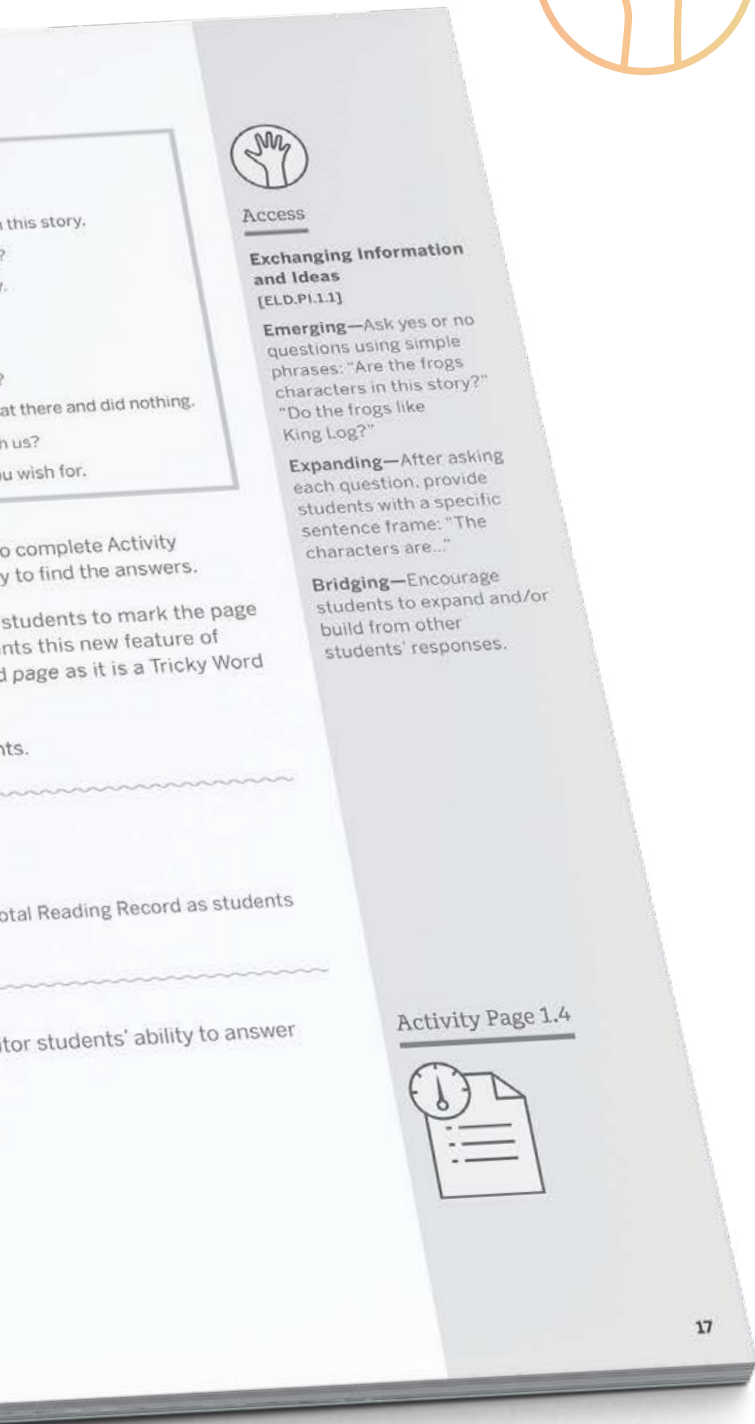 this story.
?
at there and did nothing.
us?
wish for.
complete Activity
to find the answers.
students to mark the page
this new feature of
page as it is a Tricky Word
Reading Record as students
students' ability to answer
Access
Exchanging Information
and Ideas
[ELD.PI.1.1]
Emerging—Ask yes or no
questions using simple
phrases: “Are the frogs
characters in this story?”
“Do the frogs like
King Log?”
Expanding—After asking
each question, provide
students with a specific
sentence frame: “The
characters are...”
Bridging—Encourage
students to expand and/or
build from other
students’ responses.
Activity Page 1.4
17